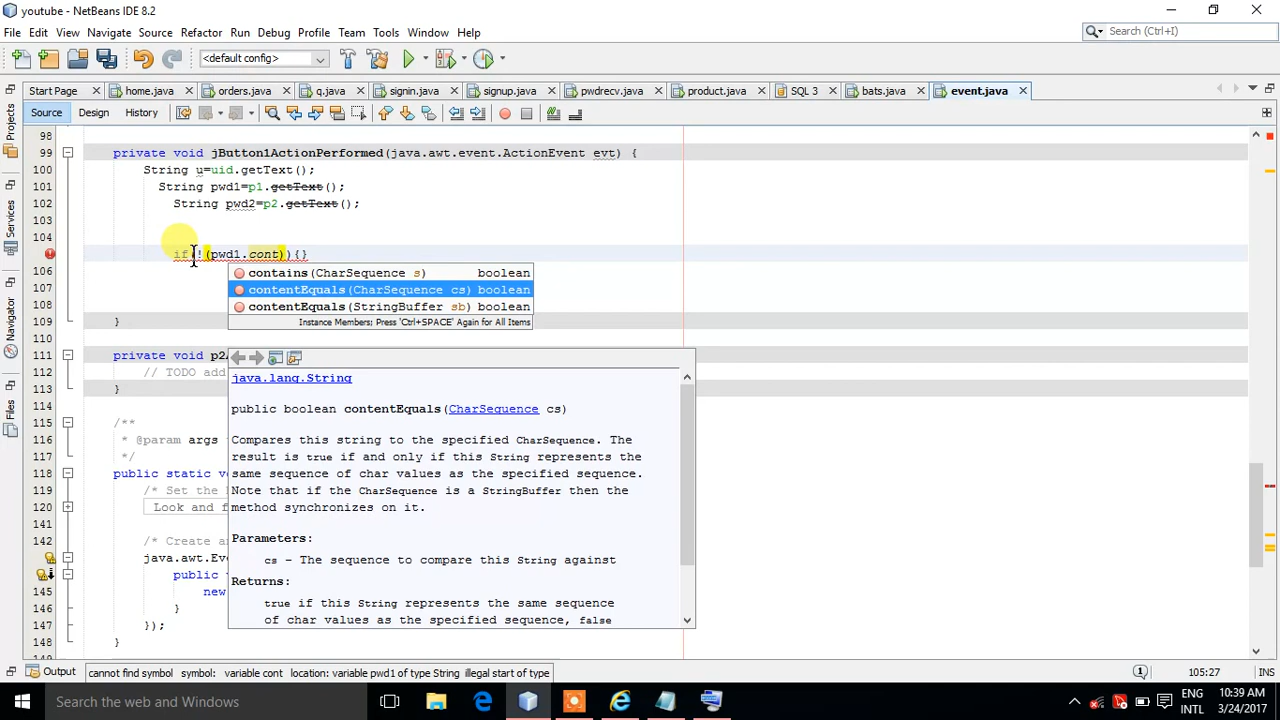 youtube - NetBeans IDE 8.2
File Edit View Navigate Source Refactor Run Debug Profile Team Tools Window Help
Search (Ctrl+I)
<default config>
Start Page home.java orders.java q.java signin.java signup.java pwdrecv.java product.java SQL 3 bats.java event.java
Source Design History
Projects
Services
Navigator
Files
98
99 private void jButton1ActionPerformed(java.awt.event.ActionEvent evt) {
100 String u=uid.getText();
101 String pwd1=p1.getText();
102 String pwd2=p2.getText();
103
104
if(!(pwd1.cont)){}
106 contains(CharSequence s) boolean
107 contentEquals(CharSequence cs) boolean
108 contentEquals(StringBuffer sb) boolean
109 }
Instance Members; Press 'Ctrl+SPACE' Again for All Items
110
111 private void p2
112 // TODO add
113 }
114
115 /**
116 * @param args
117 */
118 public static v
119 /* Set the
120 Look and f
141
142 /* Create a
java.awt.Ev
public
145 new
146 }
147 });
148 }
java.lang.String
public boolean contentEquals(CharSequence cs)
Compares this string to the specified CharSequence. The
result is true if and only if this String represents the
same sequence of char values as the specified sequence.
Note that if the CharSequence is a StringBuffer then the
method synchronizes on it.
Parameters:
cs - The sequence to compare this String against
Returns:
true if this String represents the same sequence
of char values as the specified sequence, false
Output cannot find symbol symbol: variable cont location: variable pwd1 of type String illegal start of type 105:27
Search the web and Windows
ENG
INTL
10:39 AM
3/24/2017